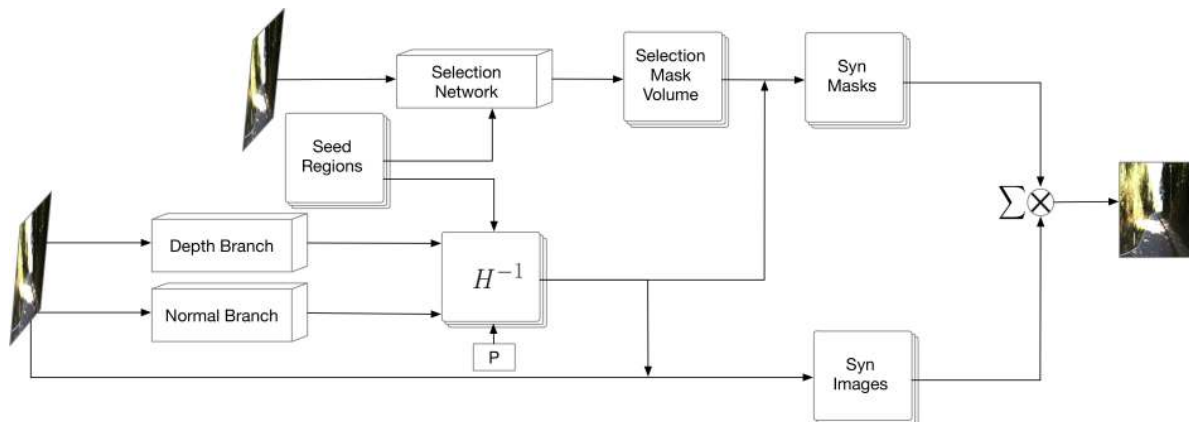 Selection
Network
Selection
Mask
Volume
Syn
Masks
Seed
Regions
Depth Branch
H⁻¹
Normal Branch
P
∑
Syn
Images